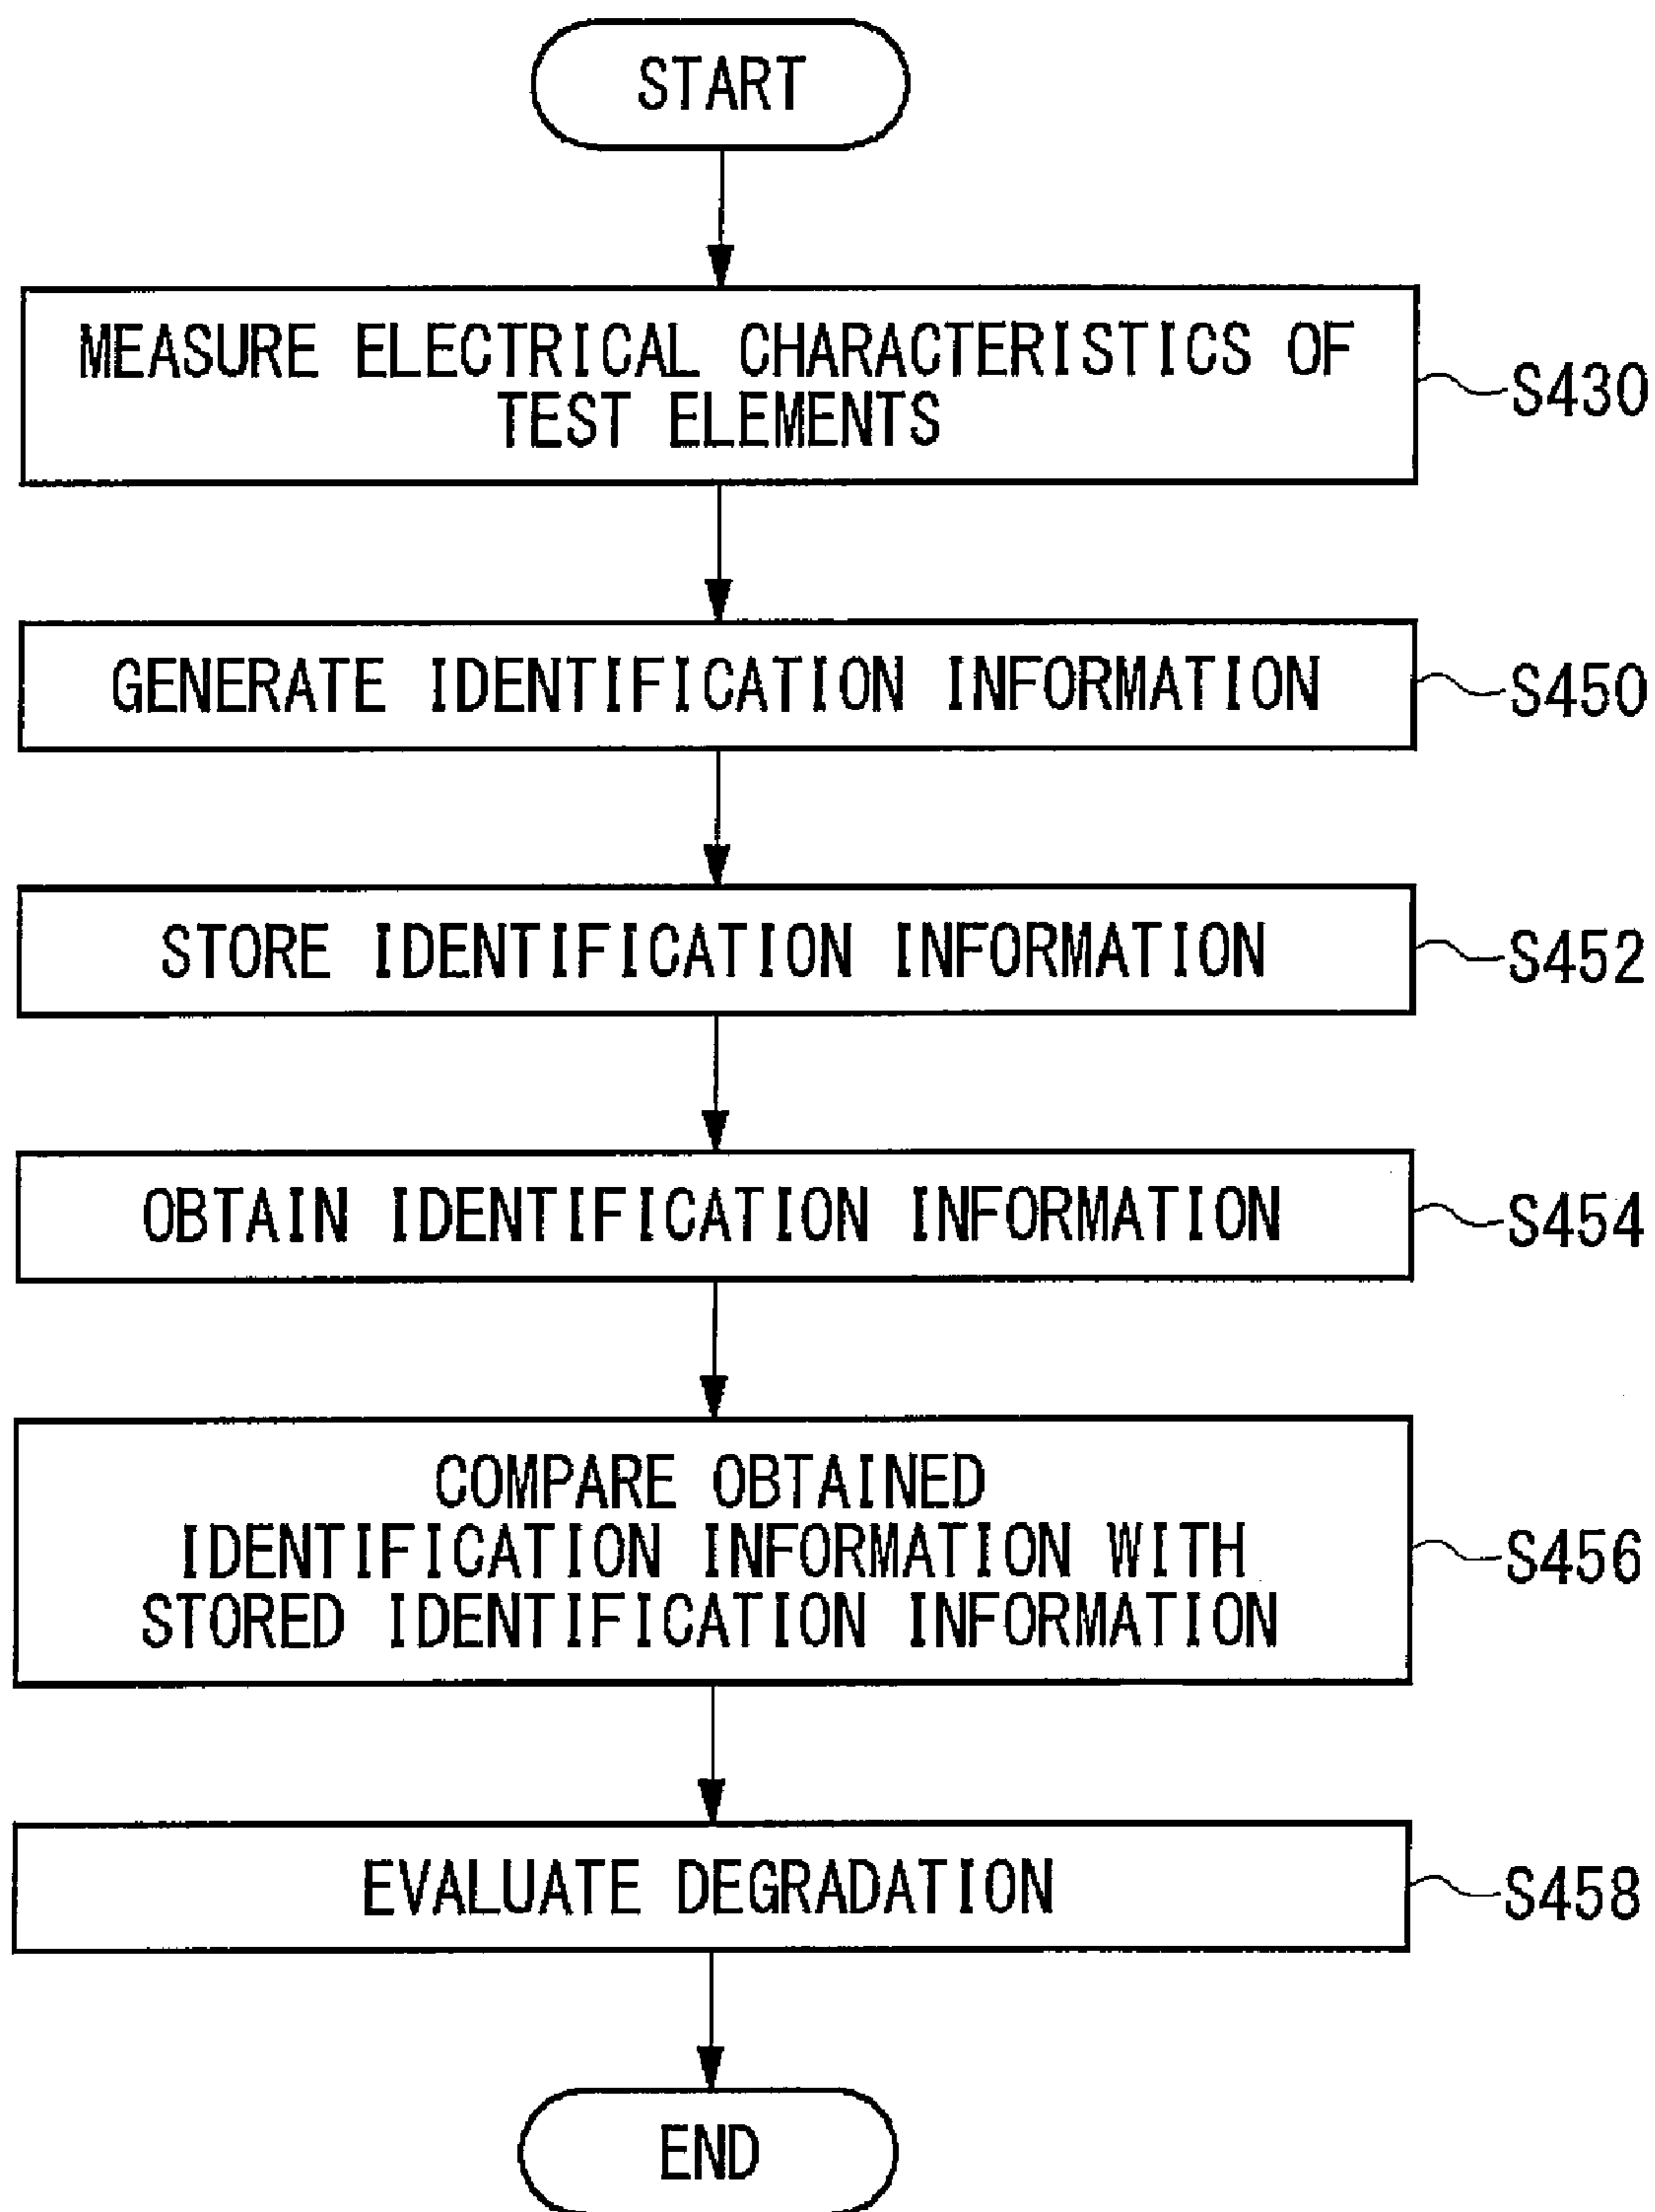 START
MEASURE ELECTRICAL CHARACTERISTICS OF
TEST ELEMENTS
S430
GENERATE IDENTIFICATION INFORMATION
S450
STORE IDENTIFICATION INFORMATION
S452
OBTAIN IDENTIFICATION INFORMATION
S454
COMPARE OBTAINED
IDENTIFICATION INFORMATION WITH
STORED IDENTIFICATION INFORMATION
S456
EVALUATE DEGRADATION
S458
END